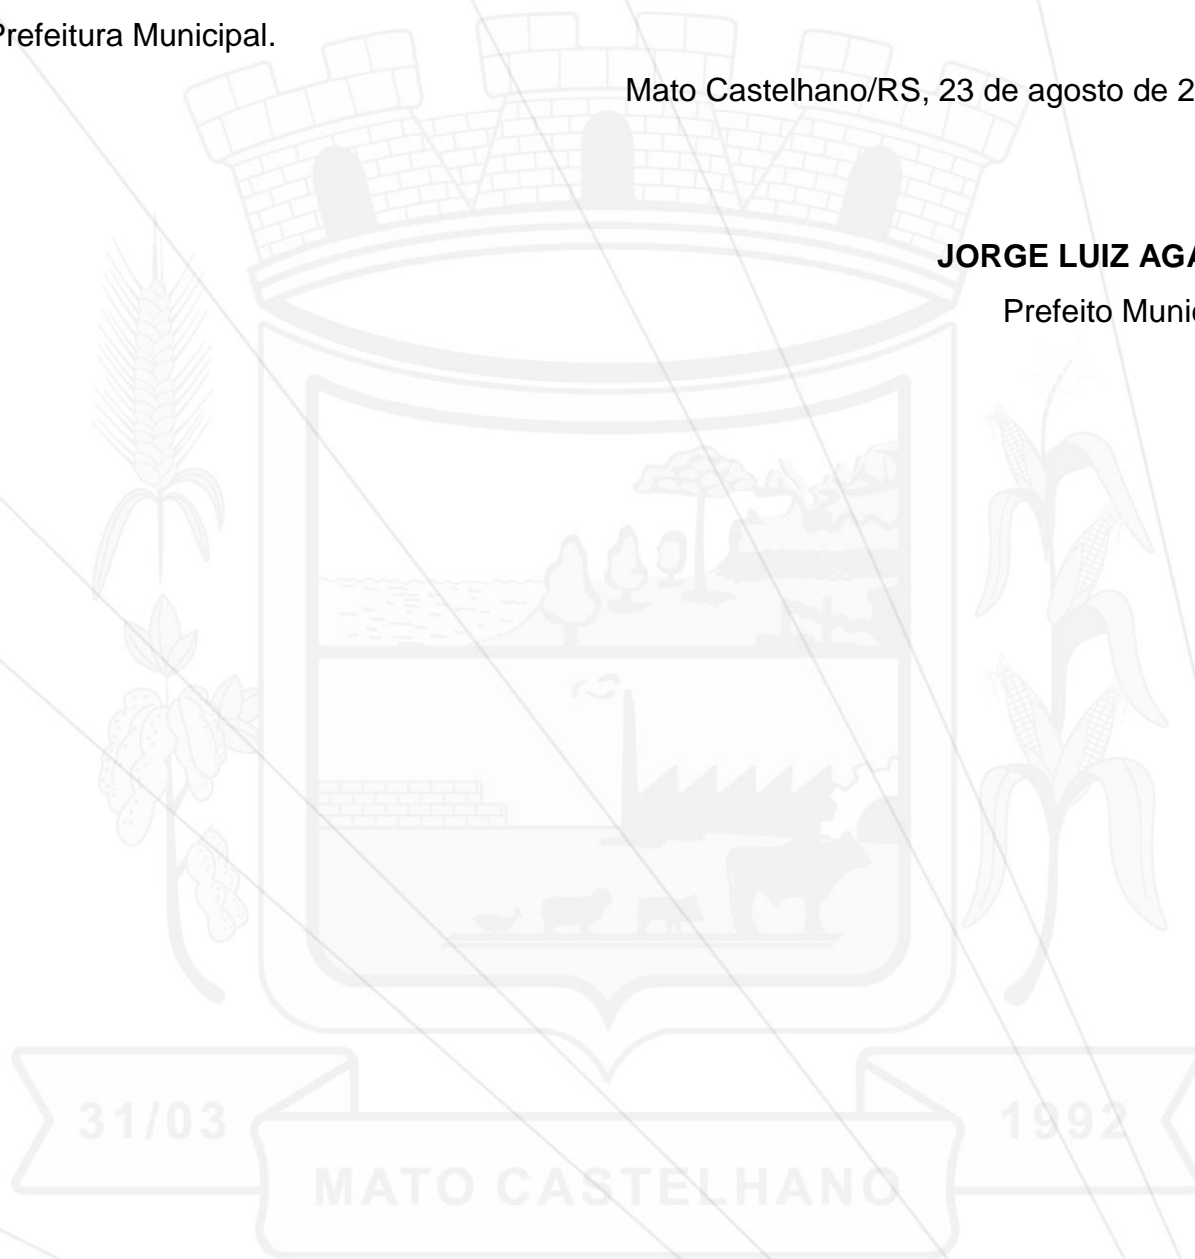 Prefeitura Municipal.
Mato Castelhano/RS, 23 de agosto de 2
JORGE LUIZ AGA
Prefeito Munic
31/03
1992
MATO CASTELHANO